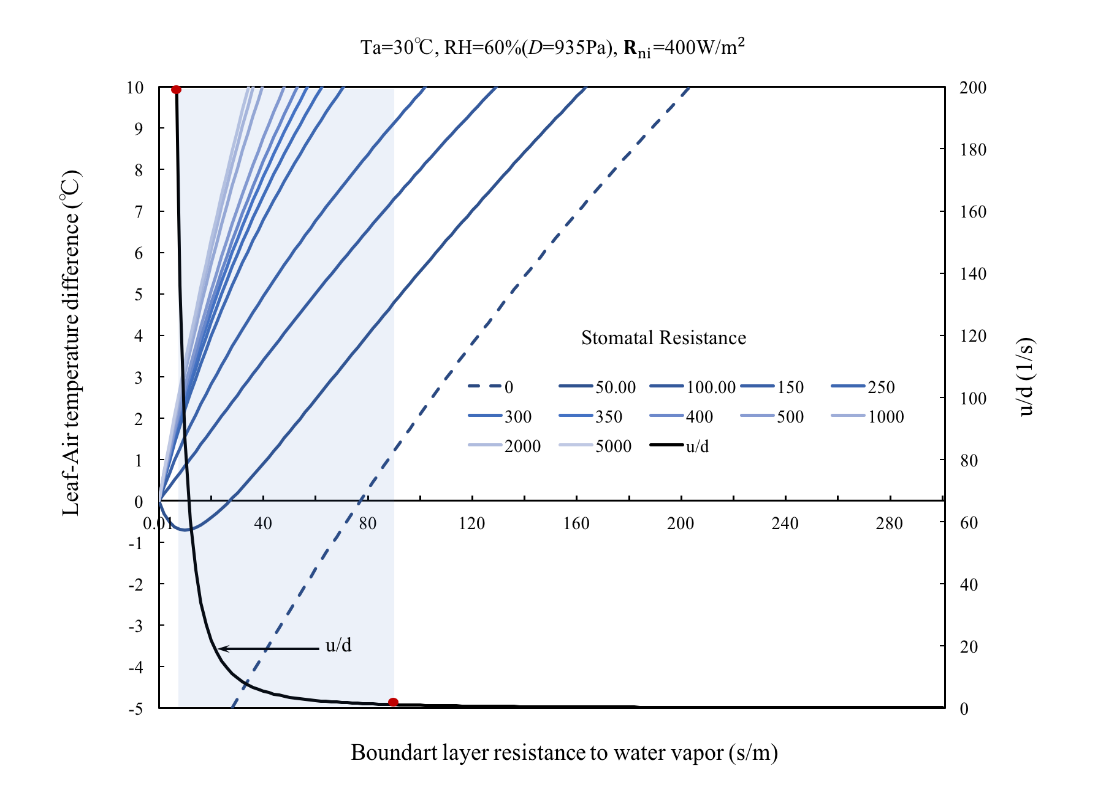 Ta=30℃, RH=60%(D=935Pa), Rni=400W/m²
10
9
8
7
6
5
4
3
2
1
0
-1
-2
-3
-4
-5
Leaf-Air temperature difference (℃)
200
180
160
140
120
100
80
60
40
20
0
u/d (1/s)
Stomatal Resistance
0 50.00 100.00 150 250
300 350 400 500 1000
2000 5000 u/d
0.01 40 80 120 160 200 240 280
u/d
Boundart layer resistance to water vapor (s/m)